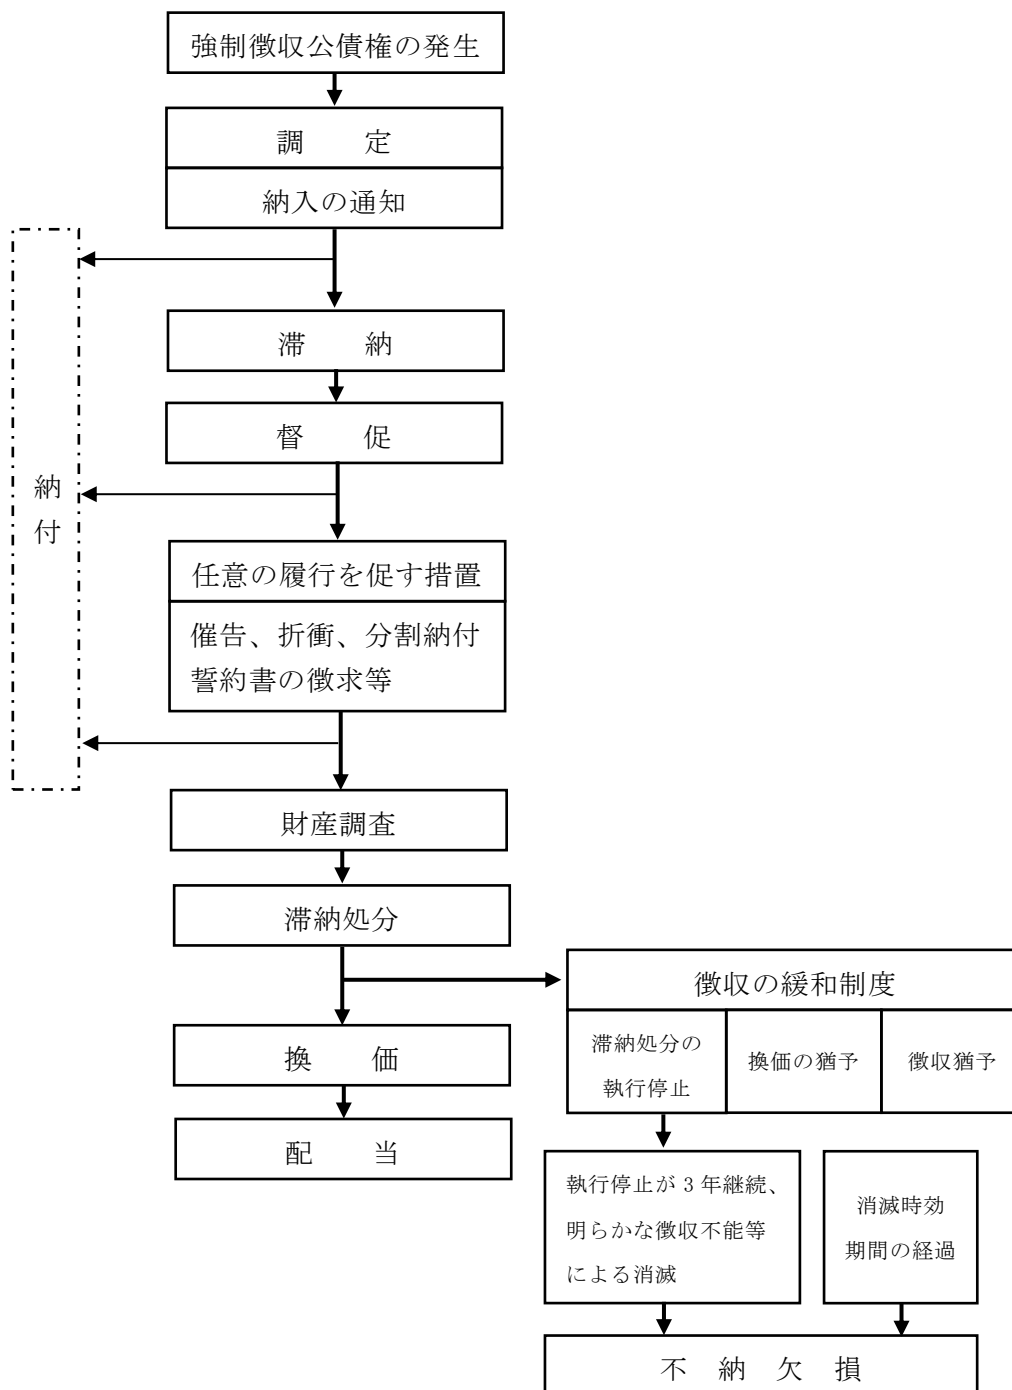 強制徴収公債権の発生
調　　定
納入の通知
滞　　納
督　　促
納
付
任意の履行を促す措置
催告、折衝、分割納付
誓約書の徴求等
財産調査
滞納処分
徴収の緩和制度
滞納処分の
執行停止
換価の猶予
徴収猶予
換　　価
配　　当
執行停止が 3 年継続、
明らかな徴収不能等
による消滅
消滅時効
期間の経過
不　納　欠　損